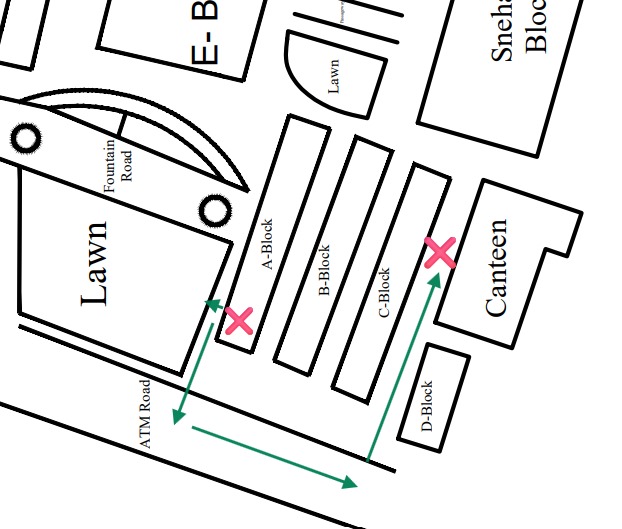 E- B
Lawn
Sneha
Bloc
Fountain
Road
Lawn
A-Block
B-Block
C-Block
Canteen
D-Block
ATM Road